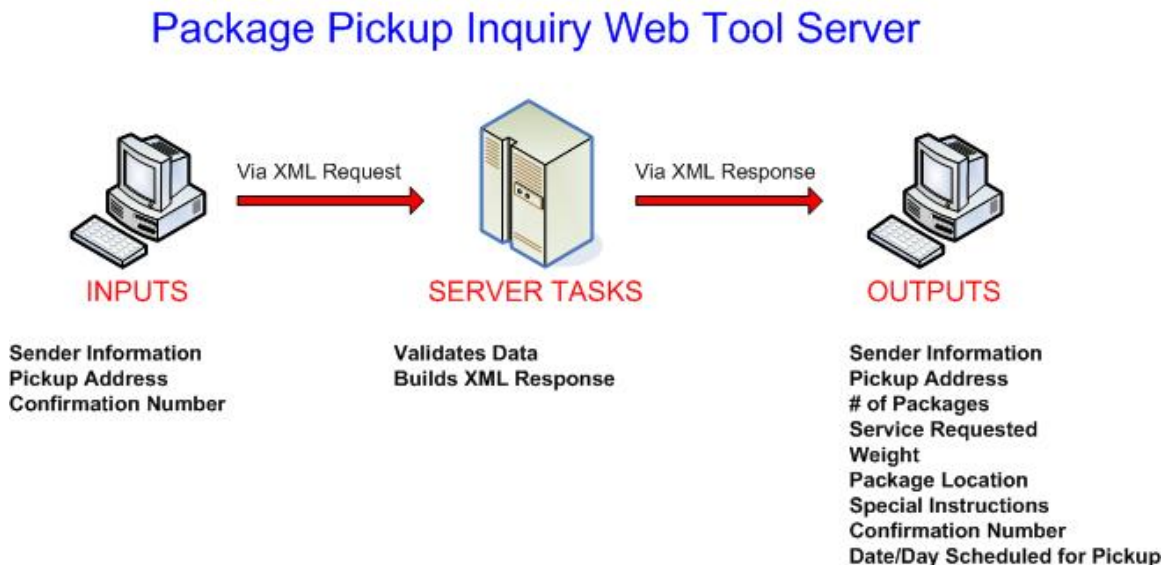 Package Pickup Inquiry Web Tool Server
Via XML Request
Via XML Response
INPUTS
SERVER TASKS
OUTPUTS
Sender Information
Pickup Address
Confirmation Number
Validates Data
Builds XML Response
Sender Information
Pickup Address
# of Packages
Service Requested
Weight
Package Location
Special Instructions
Confirmation Number
Date/Day Scheduled for Pickup